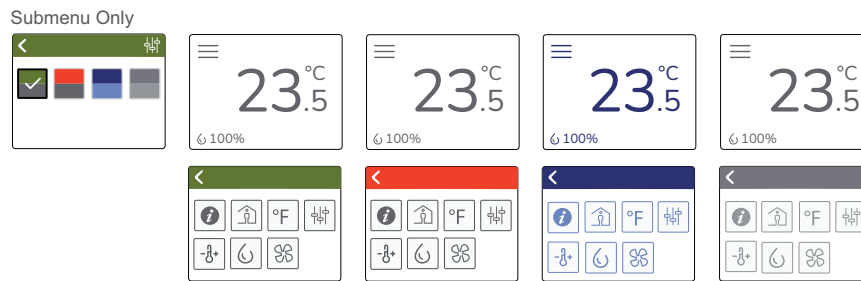 Submenu Only
23.5 °C
100%
23.5 °C
100%
23.5 °C
100%
23.5 °C
100%
i °F - +
i °F - +
i °F - +
i °F - +